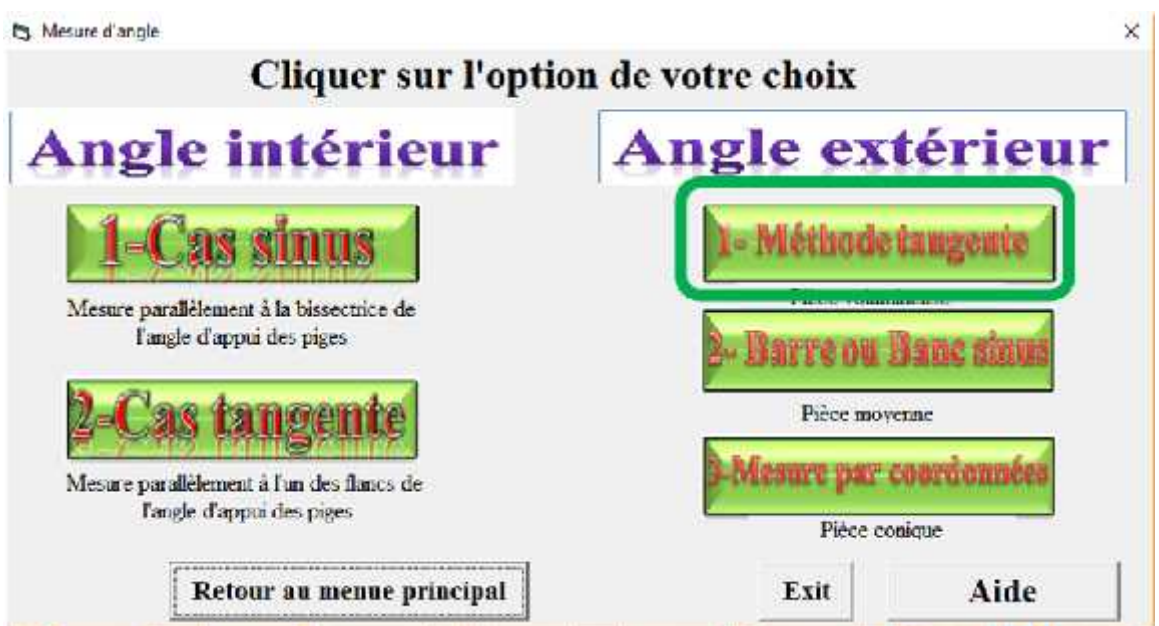 Mesure d'angle
Cliquer sur l'option de votre choix
Angle intérieur
1-Cas sinus
Mesure parallèlement à la bissectrice de
l'angle d'appui des piges
2-Cas tangente
Mesure parallèlement à l'un des flancs de
l'angle d'appui des piges
Angle extérieur
1- Méthode tangente
Pièce
2- Barre ou Banc sinus
Pièce moyenne
3-Mesure par coordonnées
Pièce conique
Retour au menue principal
Exit
Aide